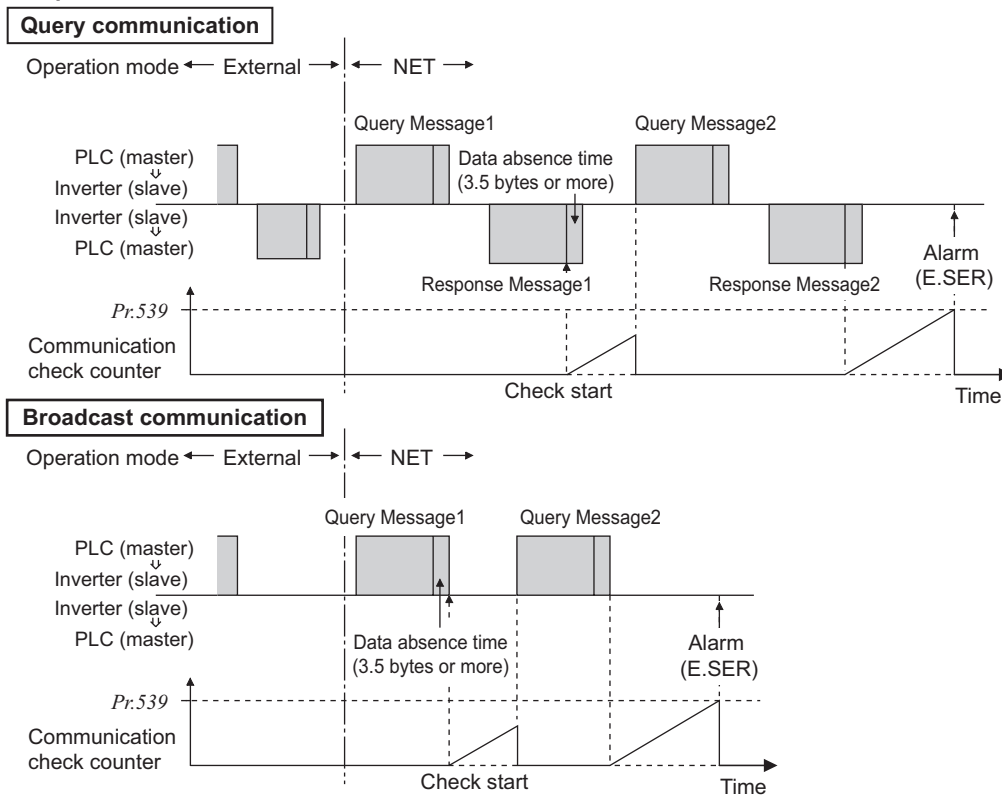 Query communication
Operation mode External NET
Query Message1 Query Message2
PLC (master)
Inverter (slave)
Inverter (slave)
PLC (master)
Data absence time
(3.5 bytes or more)
Response Message1 Response Message2
Alarm
(E.SER)
Pr.539
Communication
check counter
Check start
Time
Broadcast communication
Operation mode External NET
Query Message1 Query Message2
PLC (master)
Inverter (slave)
Inverter (slave)
PLC (master)
Data absence time
(3.5 bytes or more)
Alarm
(E.SER)
Pr.539
Communication
check counter
Check start
Time